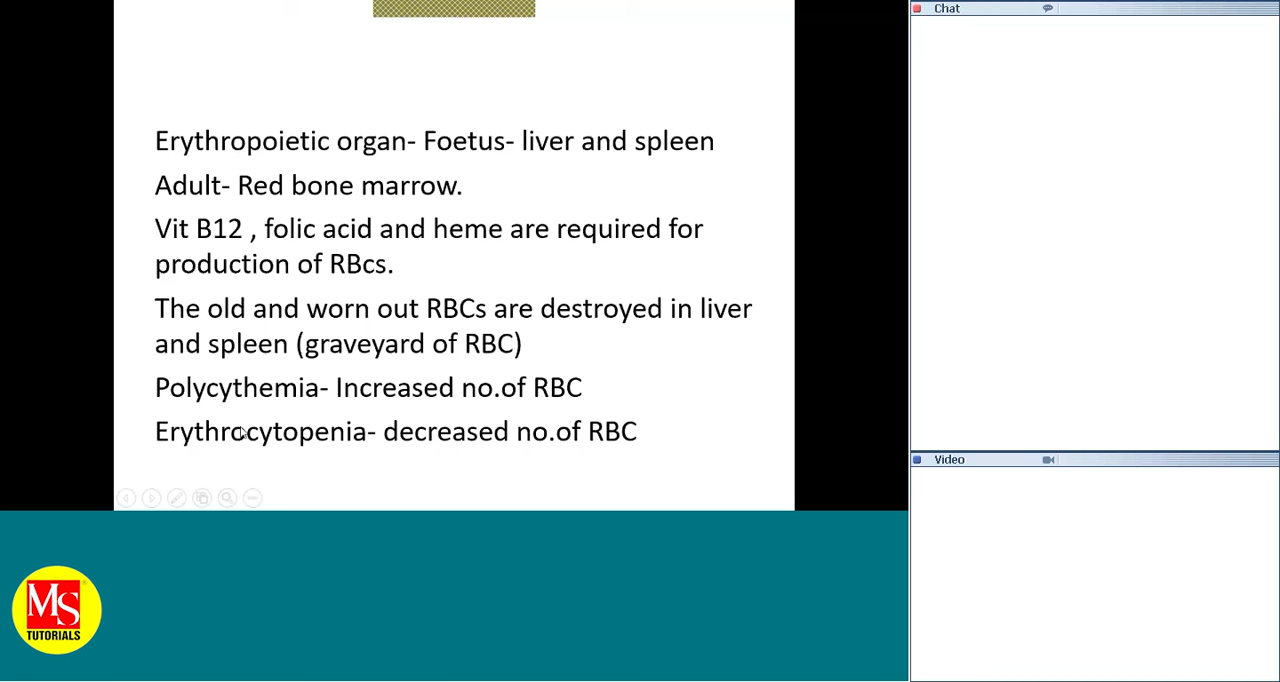 Erythropoietic organ- Foetus- liver and spleen
Adult- Red bone marrow.
Vit B12 , folic acid and heme are required for
production of RBcs.
The old and worn out RBCs are destroyed in liver
and spleen (graveyard of RBC)
Polycythemia- Increased no.of RBC
Erythrocytopenia- decreased no.of RBC
Chat
Video
MS
TUTORIALS